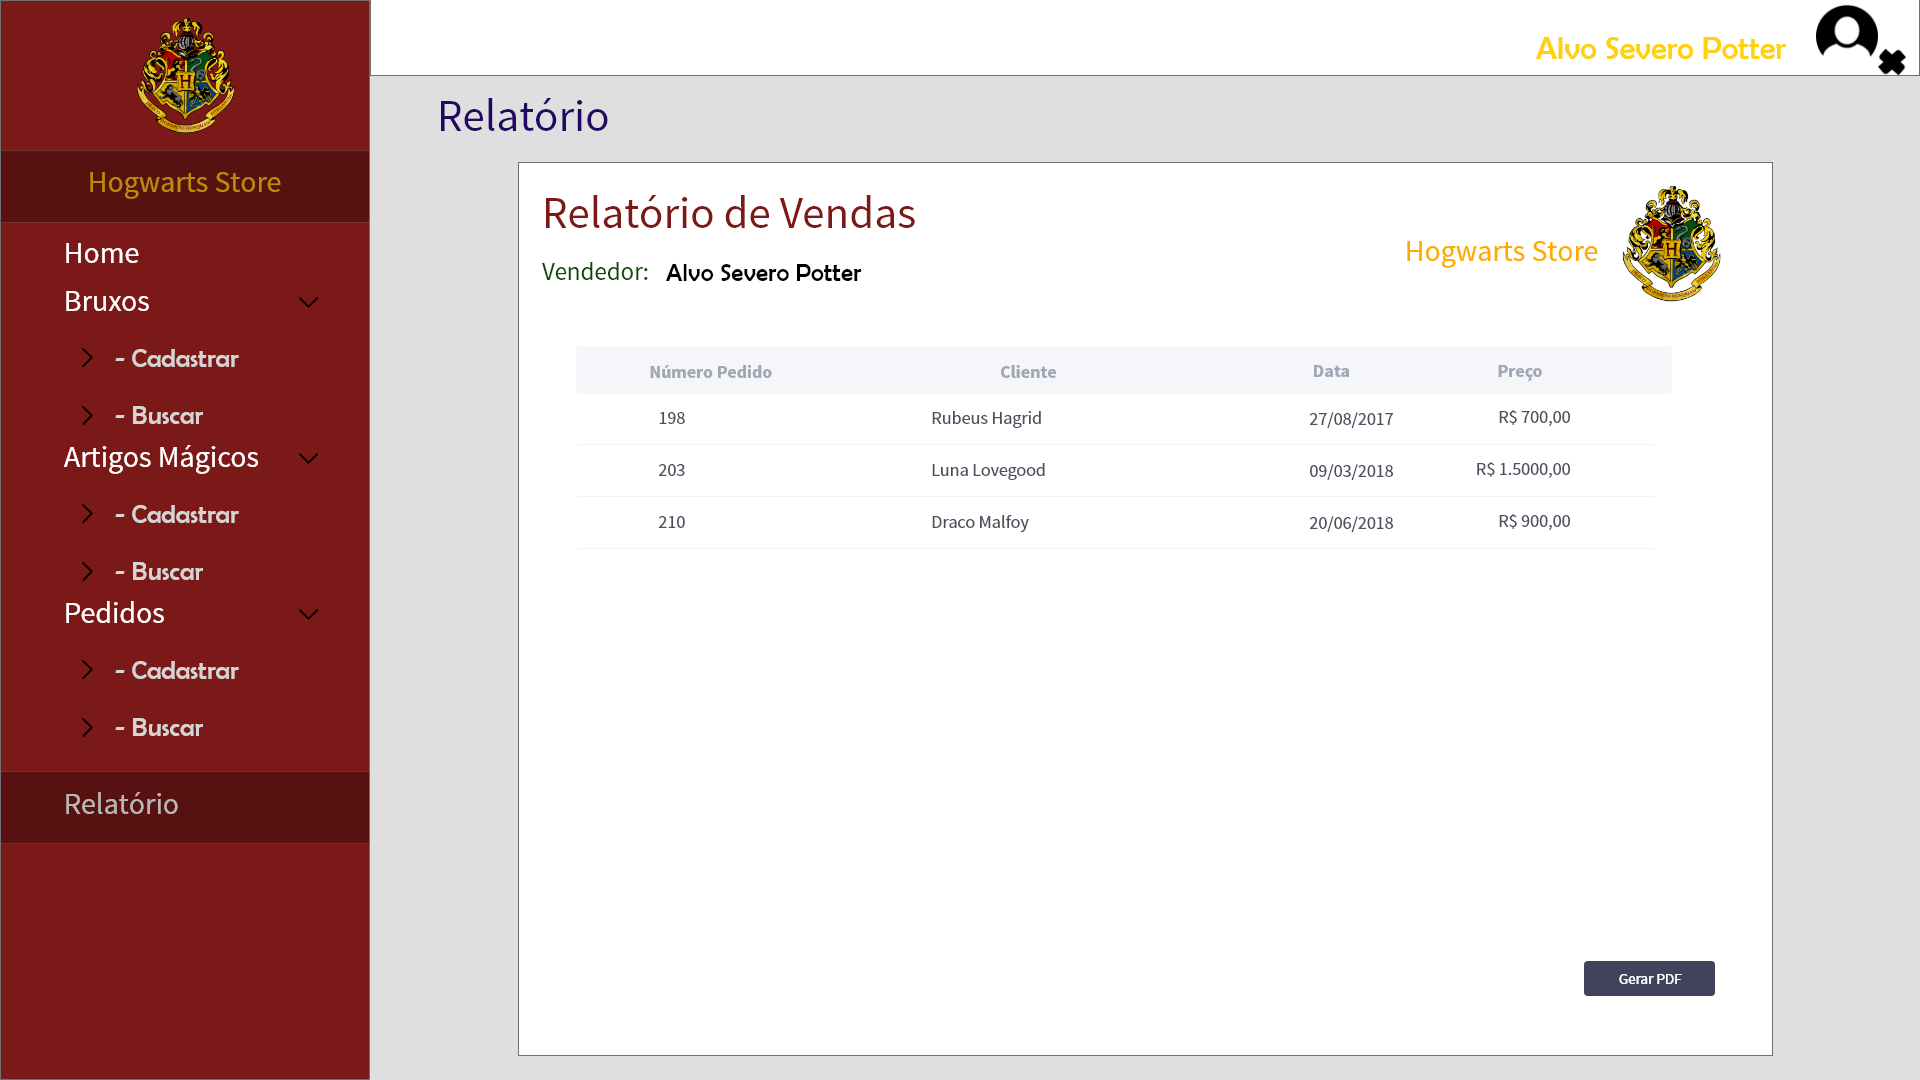 Hogwarts Store
Home
Bruxos
- Cadastrar
- Buscar
Artigos Mágicos
- Cadastrar
- Buscar
Pedidos
- Cadastrar
- Buscar
Relatório
Alvo Severo Potter
Relatório
Relatório de Vendas
Vendedor: Alvo Severo Potter
Hogwarts Store
Número Pedido Cliente Data Preço
198 Rubeus Hagrid 27/08/2017 R$ 700,00
203 Luna Lovegood 09/03/2018 R$ 1.5000,00
210 Draco Malfoy 20/06/2018 R$ 900,00
Gerar PDF